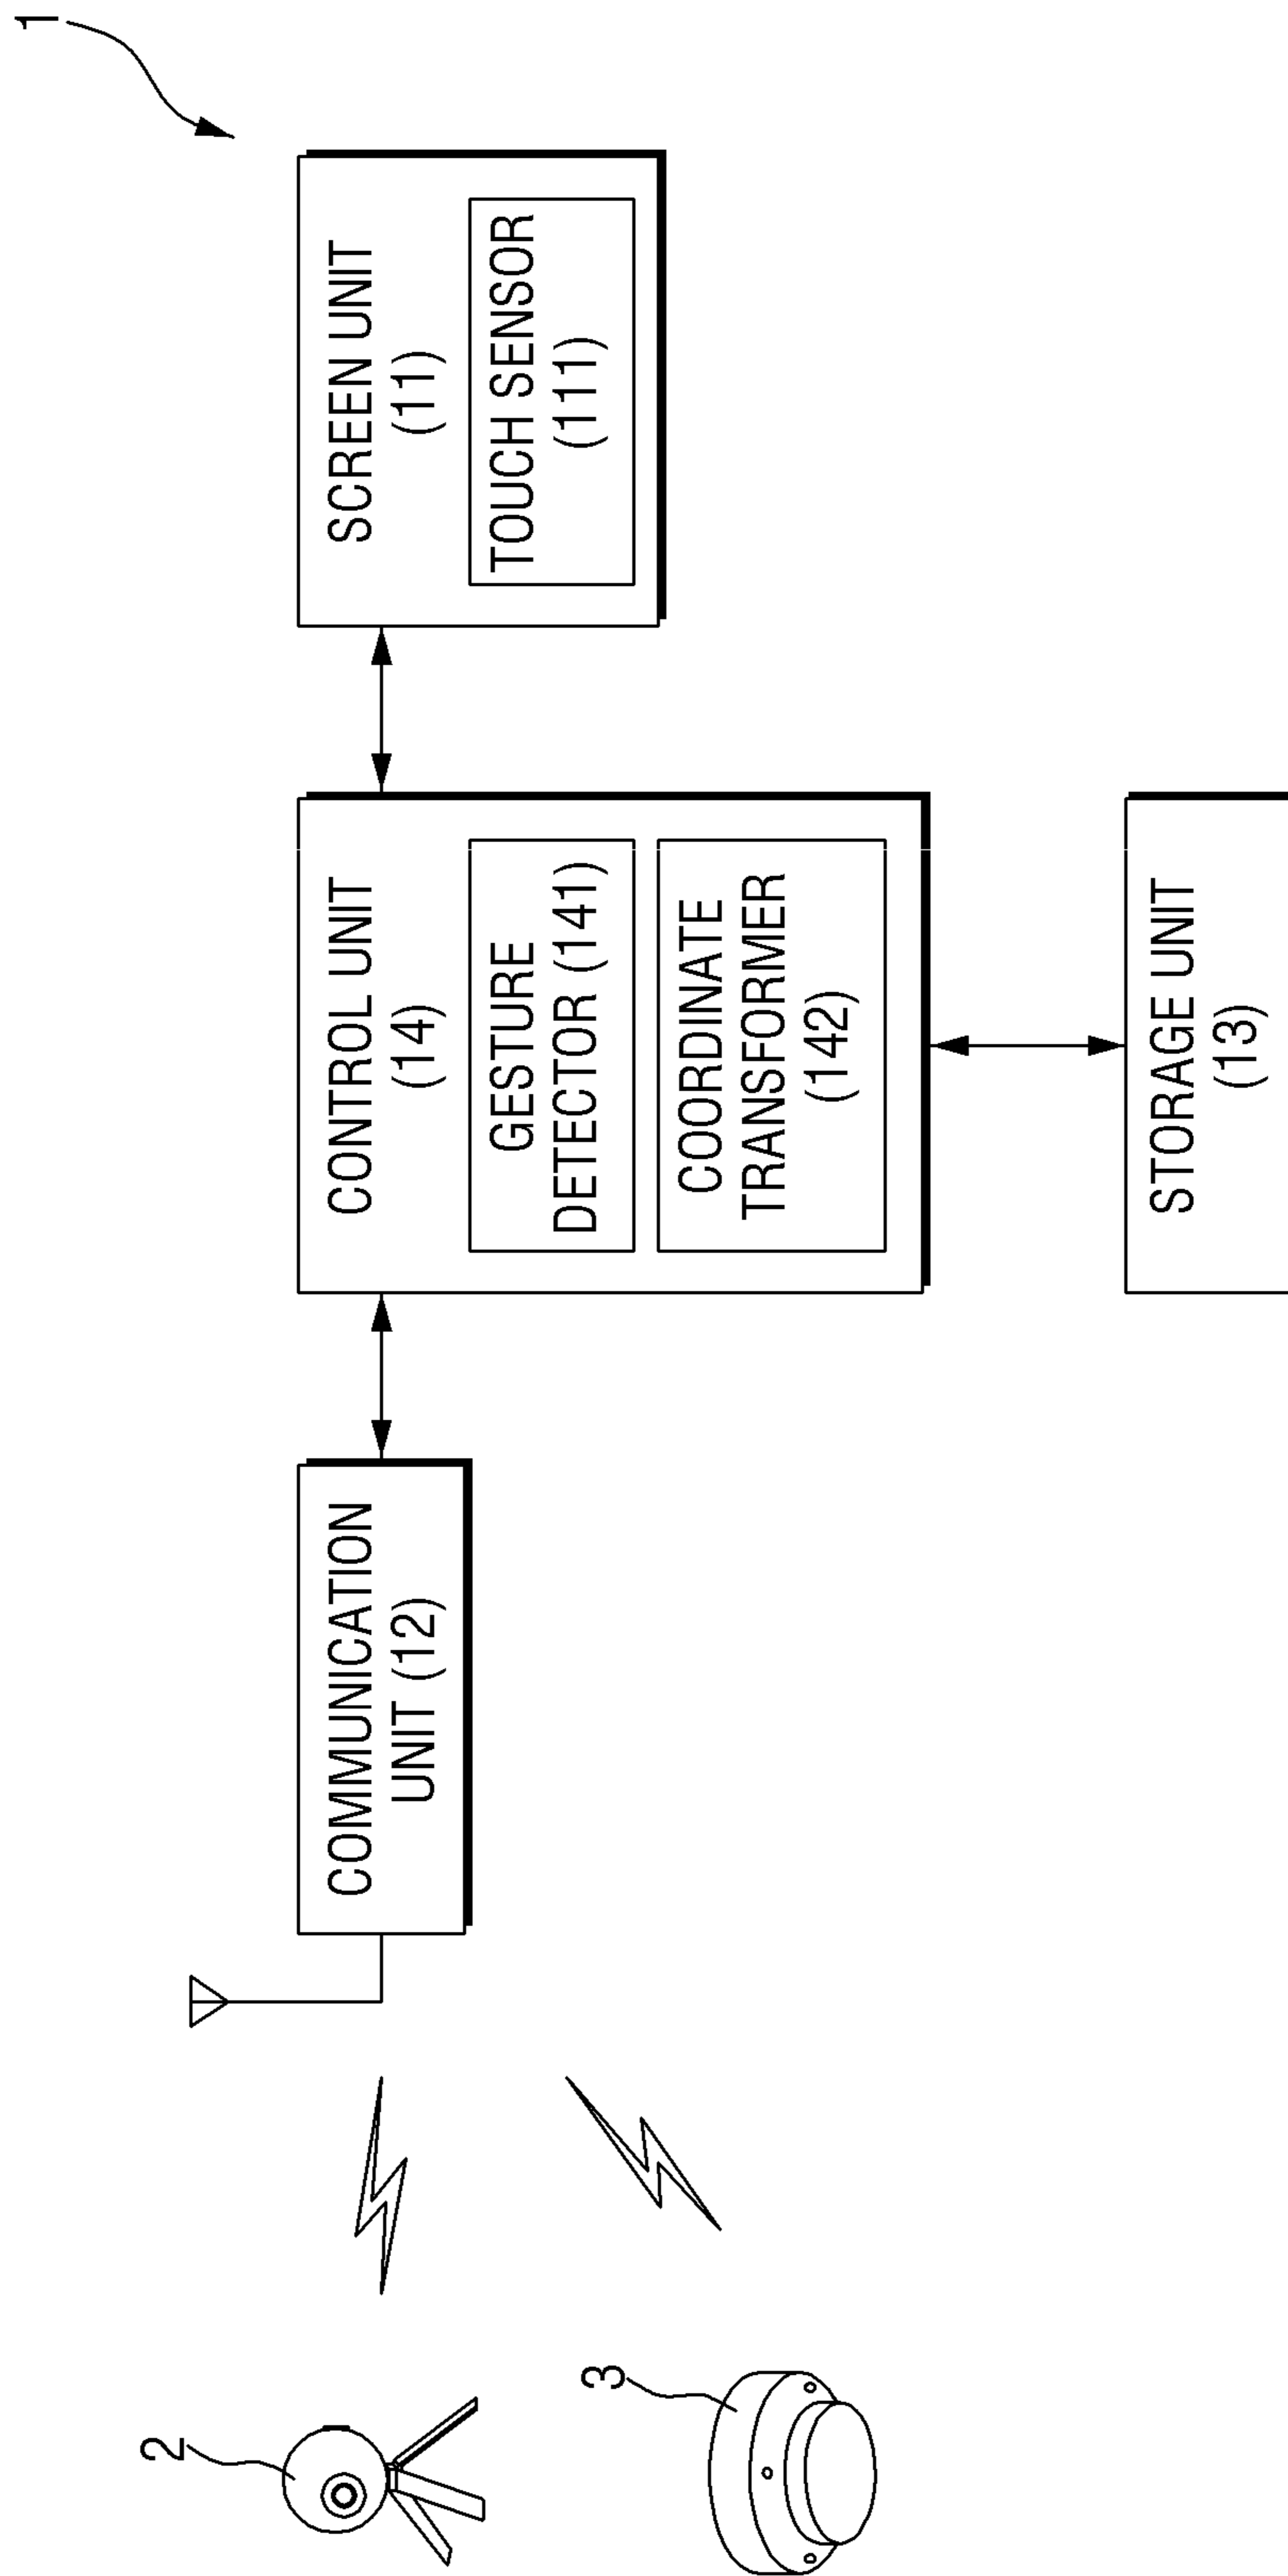 1
2
3
COMMUNICATION
UNIT (12)
CONTROL UNIT
(14)
GESTURE
DETECTOR (141)
COORDINATE
TRANSFORMER
(142)
SCREEN UNIT
(11)
TOUCH SENSOR
(111)
STORAGE UNIT
(13)